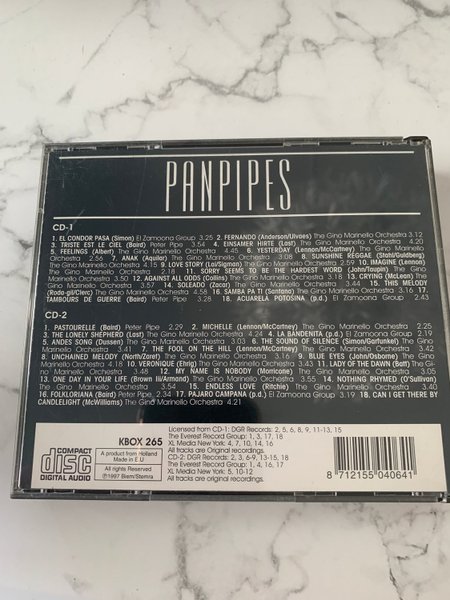 PANPIPES
CD-1
1. EL CONDOR PASA (Simon) El Zamoona Group 3.25 2. FERNANDO (Anderson/Ulvaes) The Gino Marinello Orchestra 3.12
3. TRISTE EST LE CIEL (Baird) Peter Pipe 3.54 4. EINSAMER HIRTE (Last) The Gino Marinello Orchestra 4.20
5. FEELINGS (Albert) The Gino Marinello Orchestra 4.45 6. YESTERDAY (Lennon/McCartney) The Gino Marinello
Orchestra 2.56 7. ANAK (Aguilar) The Gino Marinello Orchestra 3.08 8. SUNSHINE REGGAE (Stahl/Guldberg)
The Gino Marinello Orchestra 4.15 9. LOVE STORY (Lai/Sigman) The Gino Marinello Orchestra 3.09 10. IMAGINE (Lennon)
The Gino Marinello Orchestra 2.58 11. SORRY SEEMS TO BE THE HARDEST WORD (John/Taupin) The Gino Marinello
Orchestra 3.50 12. AGAINST ALL ODDS (Collins) The Gino Marinello Orchestra 3.34 13. CRYING (McLean) The Gino
Marinello Orchestra 3.57 14. SOLEADO (Zacar) The Gino Marinello Orchestra 3.44 15. THIS MELODY
(Roda-gil/Clerc) The Gino Marinello Orchestra 4.58 16. SAMBA PA TI (Santana) The Gino Marinello Orchestra 3.16 17.
TAMBOURS DE GUERRE (Baird) Peter Pipe 3.28 18. ACUARELA POTOSINA (p.d.) El Zamoona Group 2.43
CD-2
1. PASTOURELLE (Baird) Peter Pipe 2.29 2. MICHELLE (Lennon/McCartney) The Gino Marinello Orchestra 2.25
3. THE LONELY SHEPHERD (Last) The Gino Marinello Orchestra 4.24 4. LA BANDENITA (p.d.) El Zamoona Group 2.13
5. ANDES SONG (Dussen) The Gino Marinello Orchestra 3.07 6. THE SOUND OF SILENCE (Simon/Garfunkel) The Gino
Marinello Orchestra 2.41 7. THE FOOL ON THE HILL (Lennon/McCartney) The Gino Marinello Orchestra 3.42
8. UNCHAINED MELODY (North/Zaret) The Gino Marinello Orchestra 3.16 9. BLUE EYES (John/Osborne) The Gino
Marinello Orchestra 4.18 10. VERONIQUE (Ehrig) The Gino Marinello Orchestra 3.11 11. LADY OF THE DAWN (Batt) The Gi-
no Marinello Orchestra 4.48 12. MY NAME IS NOBODY (Morricone) The Gino Marinello Orchestra 3.15
13. ONE DAY IN YOUR LIFE (Brown Iii/Armand) The Gino Marinello Orchestra 3.55 14. NOTHING RHYMED (O'Sullivan)
The Gino Marinello Orchestra 3.54 15. ENDLESS LOVE (Ritchie) The Gino Marinello Orchestra 3.40
16. FOLKLORIANA (Baird) Peter Pipe 2.34 17. PAJARO CAMPANA (p.d.) El Zamoona Group 2.19 18. CAN I GET THERE BY
CANDLELIGHT (McWilliams) The Gino Marinello Orchestra 4.21
COMPACT
disc
DIGITAL AUDIO
KBOX 265
A product from Holland
Made in E.U.
All rights Reserved
℗1997 Biem/Stemra
Licensed from CD-1: DGR Records: 2, 5, 6, 8, 9, 11-13, 15
The Everest Record Group: 1, 3, 17, 18
XL Media New York: 4, 7, 10, 14, 16
All tracks are Original recordings.
CD-2: DGR Records: 2, 3, 6-9, 13-15, 18
The Everest Record Group: 1, 4, 16, 17
XL Media New York: 5, 10-12
All tracks are original recordings.
8 712155 040641